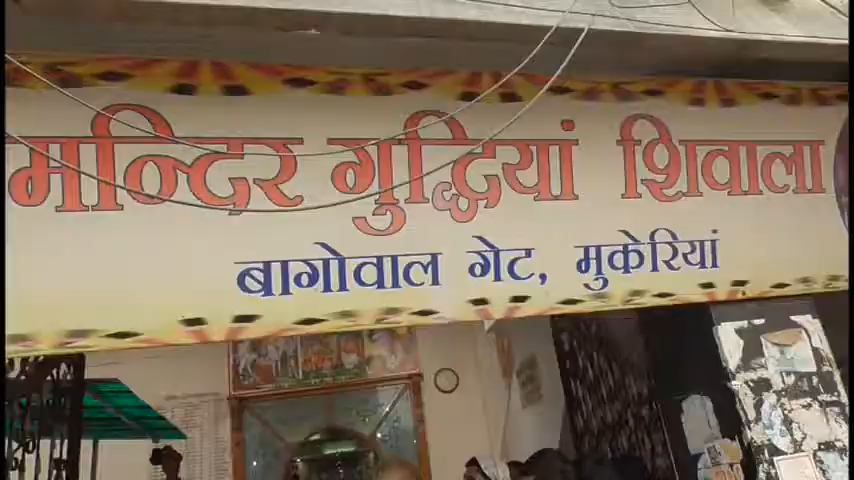 मन्दिर गुद्धियां शिवाला
बागोवाल गेट, मुकेरियां